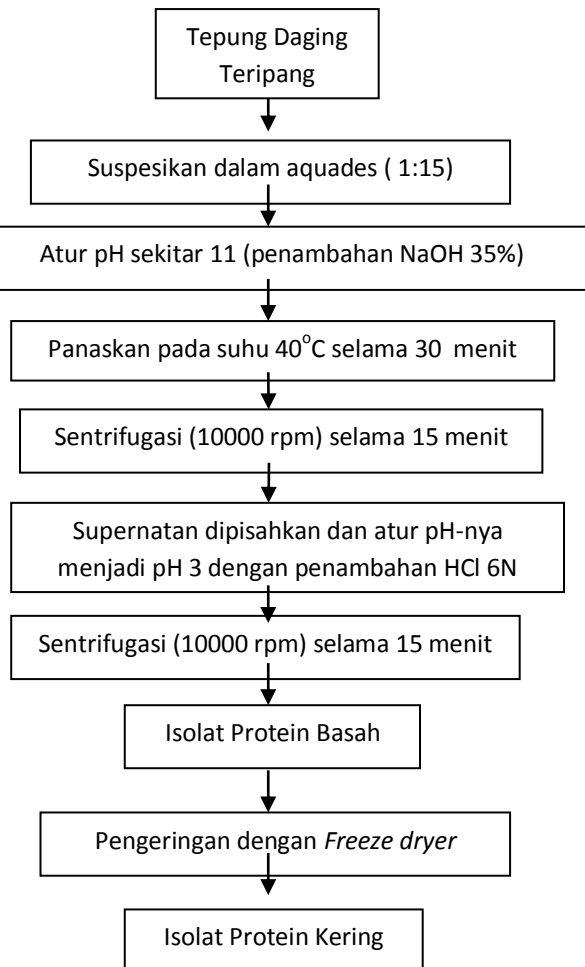 Tepung Daging
Teripang
Suspesikan dalam aquades ( 1:15)
Atur pH sekitar 11 (penambahan NaOH 35%)
Panaskan pada suhu 40°C selama 30 menit
Sentrifugasi (10000 rpm) selama 15 menit
Supernatan dipisahkan dan atur pH-nya
menjadi pH 3 dengan penambahan HCl 6N
Sentrifugasi (10000 rpm) selama 15 menit
Isolat Protein Basah
Pengeringan dengan Freeze dryer
Isolat Protein Kering